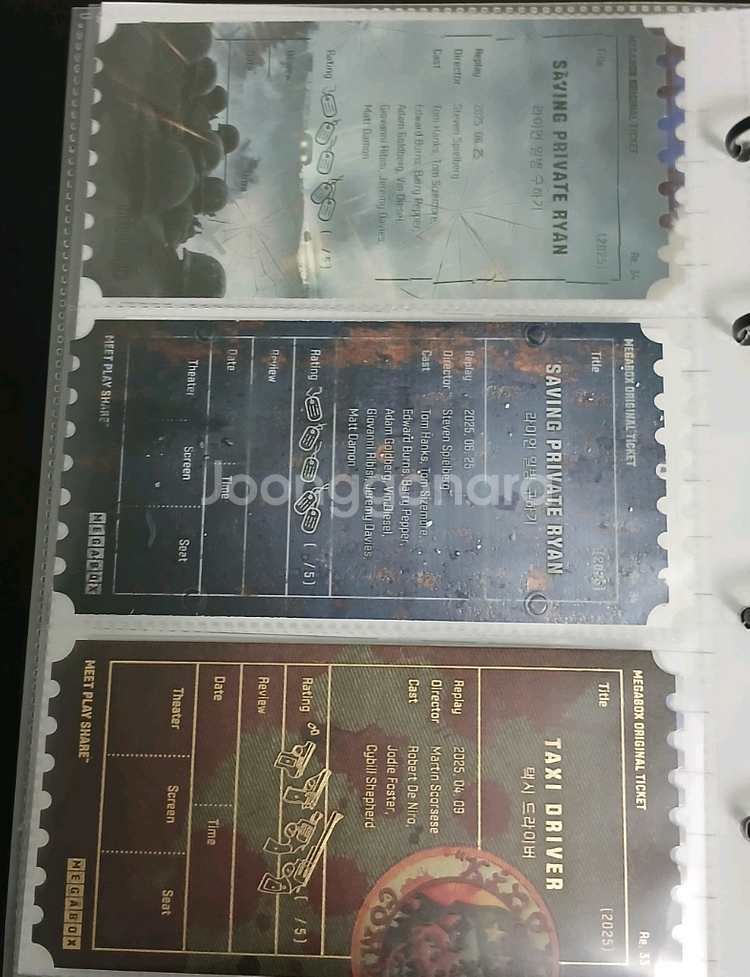 MEGABOX ORIGINAL TICKET
Re. 34
Title
SAVING PRIVATE RYAN
라이언 일병 구하기
(2025)
Replay 2025. 06. 25
Director Steven Spielberg
Cast Tom Hanks, Tom Sizemore,
Edward Burns, Barry Pepper,
Adam Goldberg, Vin Diesel,
Giovanni Ribisi, Jeremy Davies,
Matt Damon
Rating ( / 5)
Review
Date
Time
MEGABOX ORIGINAL TICKET
Title
SAVING PRIVATE RYAN
라이언 일병 구하기
(2025)
Replay 2025. 06. 25
Director Steven Spielberg
Cast Tom Hanks, Tom Sizemore,
Edward Burns, Barry Pepper,
Adam Goldberg, Vin Diesel,
Giovanni Ribisi, Jeremy Davies,
Matt Damon
Rating ( / 5)
Review
Date Time
Theater Screen Seat
MEET PLAY SHARE™ MEGABOX
Joonggonara
MEGABOX ORIGINAL TICKET Re. 33
Title
TAXI DRIVER
택시 드라이버
(2025)
Replay 2025. 04. 09
Director Martin Scorsese
Cast Robert De Niro,
Jodie Foster,
Cybill Shepherd
Rating ( / 5)
Review
Date Time
Theater Screen Seat
MEET PLAY SHARE™ MEGABOX